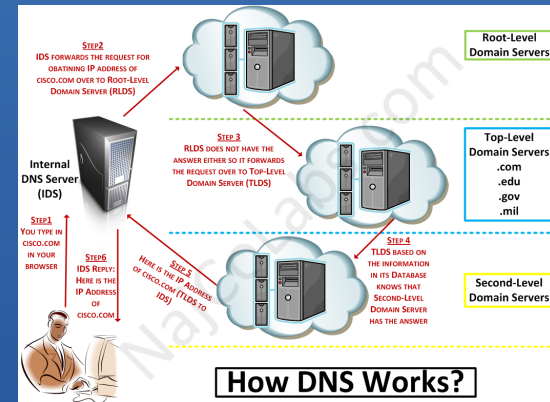 STEP2
IDS FORWARDS THE REQUEST FOR
OBATINING IP ADDRESS OF
CISCO.COM OVER TO ROOT-LEVEL
DOMAIN SERVER (RLDS)
Root-Level
Domain Servers
STEP 3
RLDS DOES NOT HAVE THE
ANSWER EITHER SO IT FORWARDS
THE REQUEST OVER TO TOP-LEVEL
DOMAIN SERVER (TLDS)
Top-Level
Domain Servers
.com
.edu
.gov
.mil
Internal
DNS Server
(IDS)
STEP1
YOU TYPE IN
CISCO.COM
IN YOUR
BROWSER
STEP6
IDS REPLY:
HERE IS THE
IP ADDRESS
OF
CISCO.COM
STEP 5
HERE IS THE IP ADDRESS
OF CISCO.COM (TLDS TO
IDS)
STEP 4
TLDS BASED ON
THE INFORMATION
IN ITS DATABASE
KNOWS THAT
SECOND-LEVEL
DOMAIN SERVER
HAS THE ANSWER
Second-Level
Domain Servers
How DNS Works?